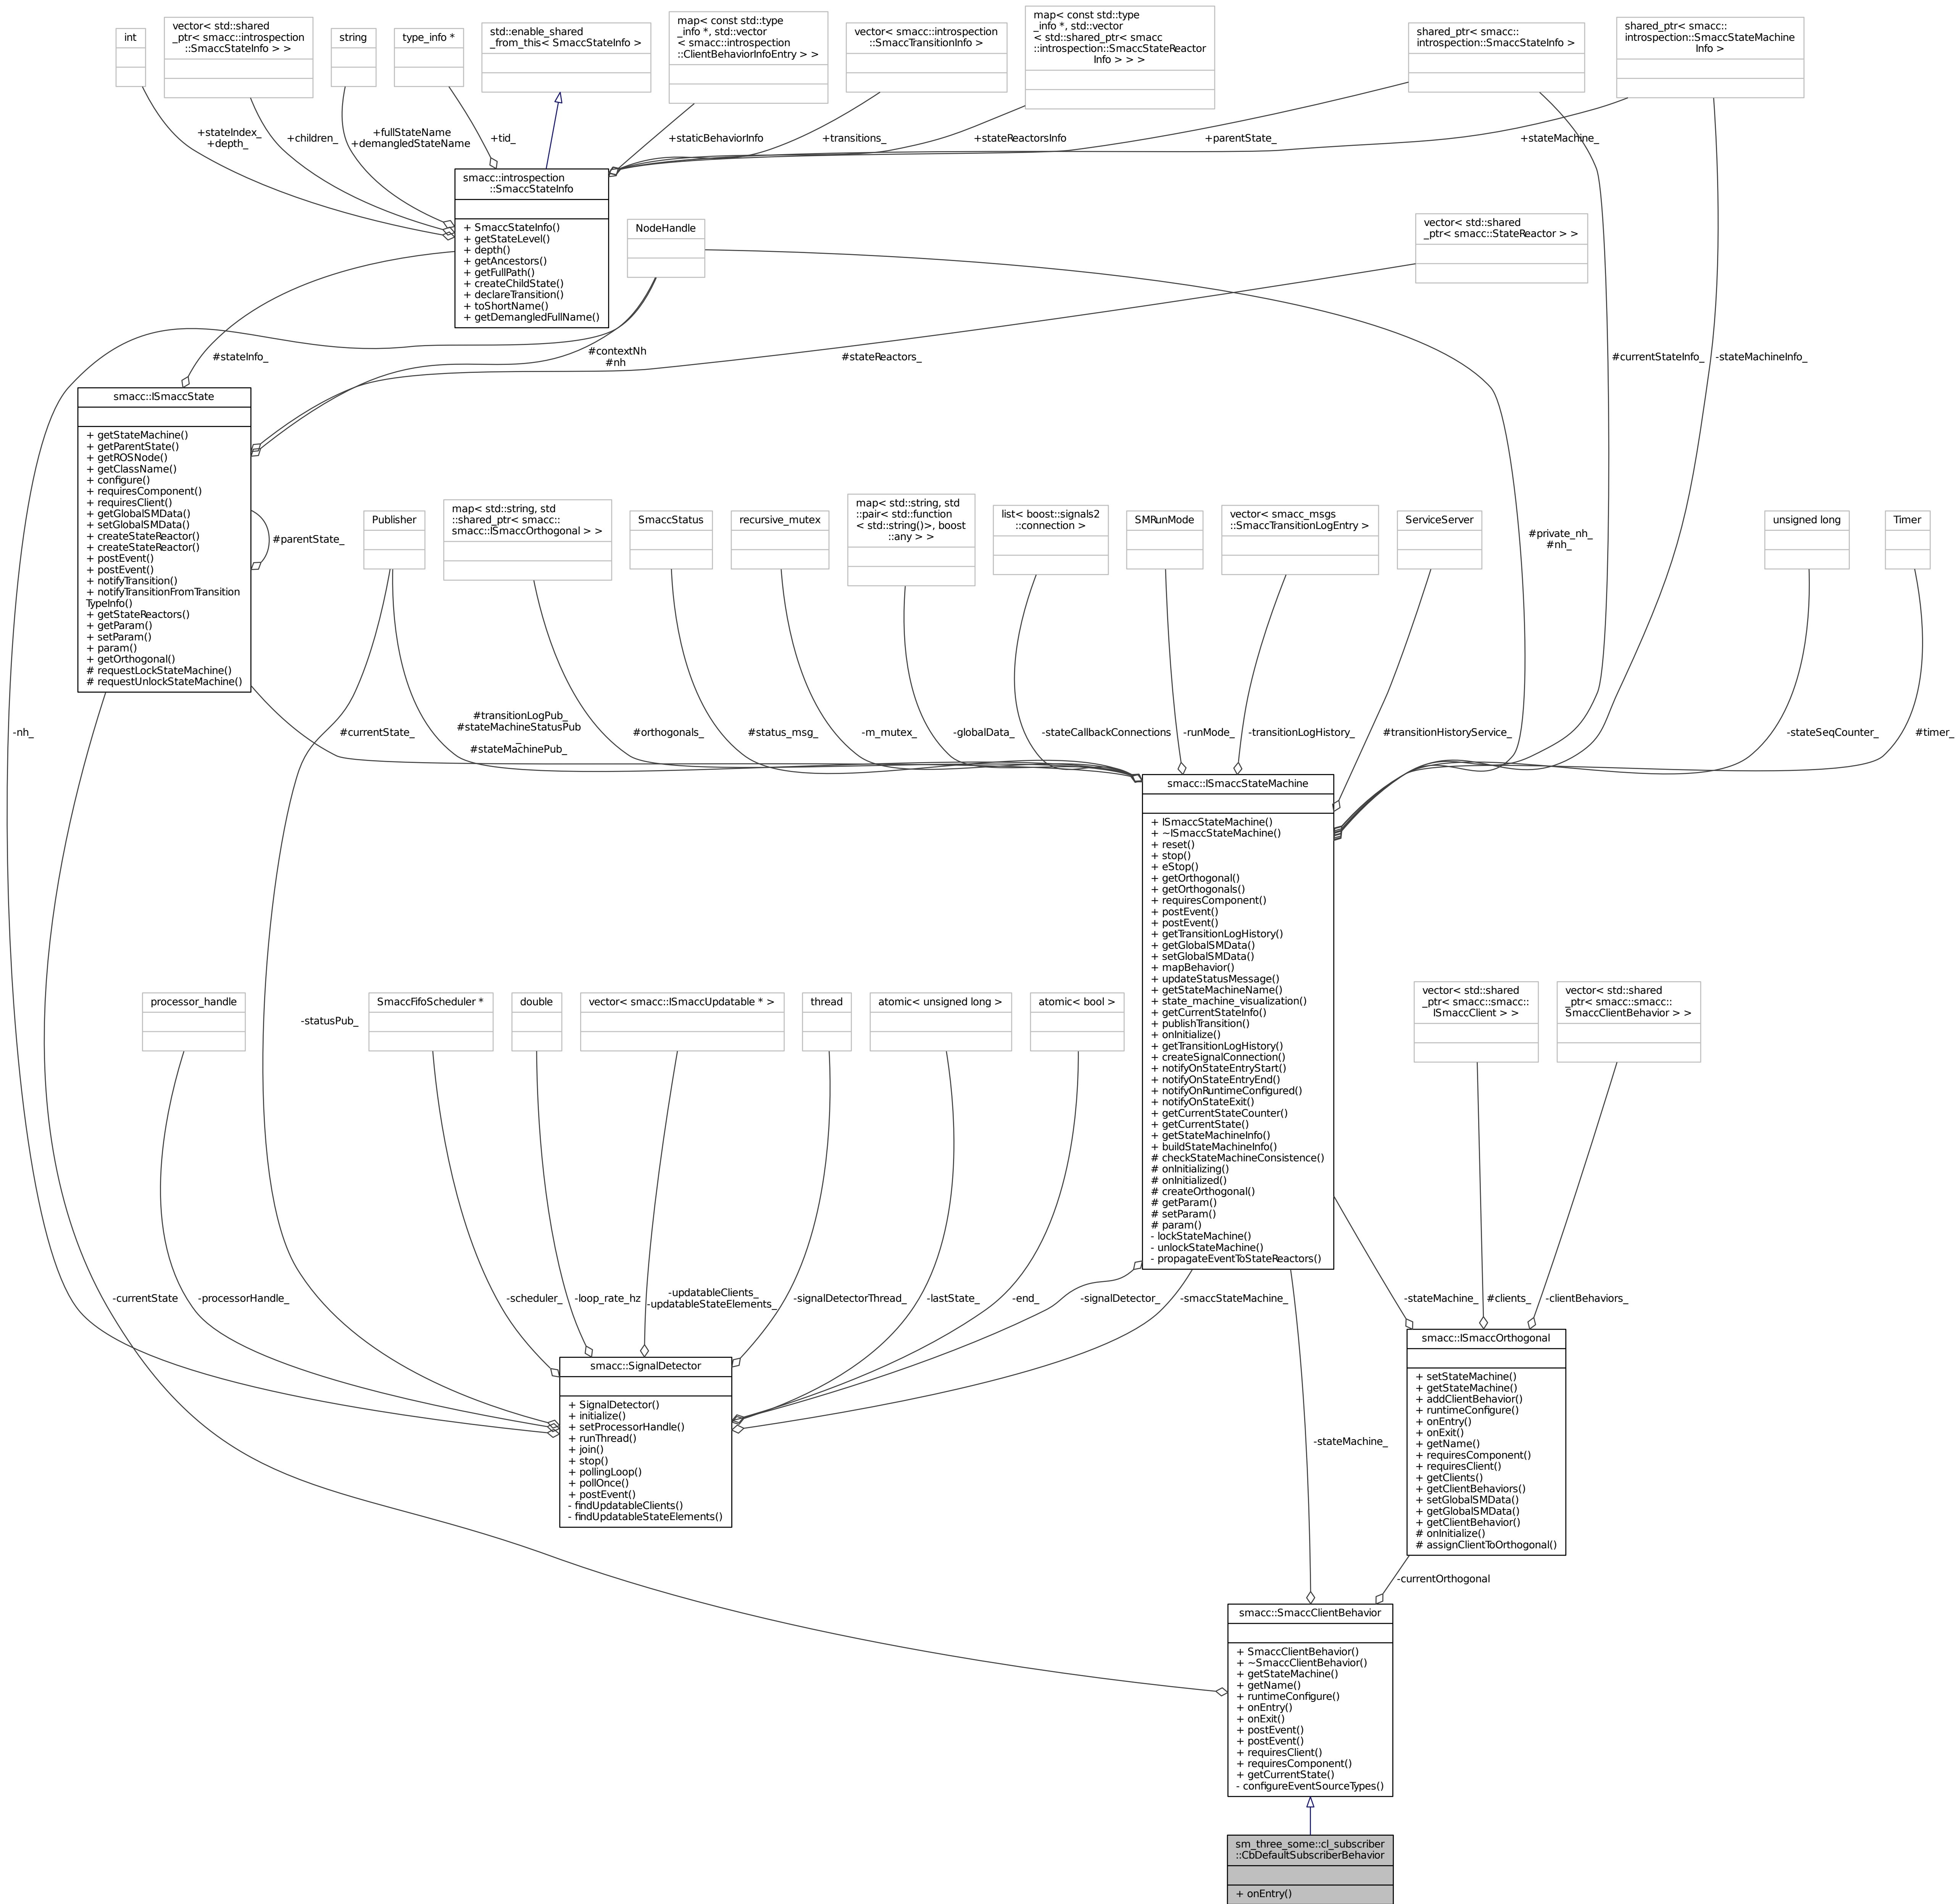 int
vector< std::shared
_ptr< smacc::introspection
::SmaccStateInfo > >
string
type_info *
std::enable_shared
_from_this< SmaccStateInfo >
map< const std::type
_info *, std::vector
< smacc::introspection
::ClientBehaviorInfoEntry > >
vector< smacc::introspection
::SmaccTransitionInfo >
map< const std::type
_info *, std::vector
< std::shared_ptr< smacc
::introspection::SmaccStateReactor
Info > > >
shared_ptr< smacc::
introspection::SmaccStateInfo >
shared_ptr< smacc::
introspection::SmaccStateMachine
Info >
+stateIndex_
+depth_
+children_
+fullStateName
+demangledStateName
+tid_
+staticBehaviorInfo
+transitions_
+stateReactorsInfo
+parentState_
+stateMachine_
smacc::introspection
::SmaccStateInfo
+ SmaccStateInfo()
+ getStateLevel()
+ depth()
+ getAncestors()
+ getFullPath()
+ createChildState()
+ declareTransition()
+ toShortName()
+ getDemangledFullName()
NodeHandle
vector< std::shared
_ptr< smacc::StateReactor > >
#stateInfo_
#contextNh
#nh
#stateReactors_
#currentStateInfo_
-stateMachineInfo_
smacc::ISmaccState
+ getStateMachine()
+ getParentState()
+ getROSNode()
+ getClassName()
+ configure()
+ requiresComponent()
+ requiresClient()
+ getGlobalSMData()
+ setGlobalSMData()
+ createStateReactor()
+ createStateReactor()
+ postEvent()
+ postEvent()
+ notifyTransition()
+ notifyTransitionFromTransition
TypeInfo()
+ getStateReactors()
+ getParam()
+ setParam()
+ param()
+ getOrthogonal()
# requestLockStateMachine()
# requestUnlockStateMachine()
#parentState_
Publisher
map< std::string, std
::shared_ptr< smacc::
smacc::ISmaccOrthogonal > >
SmaccStatus
recursive_mutex
map< std::string, std
::pair< std::function
< std::string()>, boost
::any > >
list< boost::signals2
::connection >
SMRunMode
vector< smacc_msgs
::SmaccTransitionLogEntry >
ServiceServer
#private_nh_
#nh_
unsigned long
Timer
-nh_
#currentState_
#transitionLogPub_
#stateMachineStatusPub
_
#stateMachinePub_
#orthogonals_
#status_msg_
-m_mutex_
-globalData_
-stateCallbackConnections
-runMode_
-transitionLogHistory_
#transitionHistoryService_
-stateSeqCounter_
#timer_
smacc::ISmaccStateMachine
+ ISmaccStateMachine()
+ ~ISmaccStateMachine()
+ reset()
+ stop()
+ eStop()
+ getOrthogonal()
+ getOrthogonals()
+ requiresComponent()
+ postEvent()
+ postEvent()
+ getTransitionLogHistory()
+ getGlobalSMData()
+ setGlobalSMData()
+ mapBehavior()
+ updateStatusMessage()
+ getStateMachineName()
+ state_machine_visualization()
+ getCurrentStateInfo()
+ publishTransition()
+ onInitialize()
+ getTransitionLogHistory()
+ createSignalConnection()
+ notifyOnStateEntryStart()
+ notifyOnStateEntryEnd()
+ notifyOnRuntimeConfigured()
+ notifyOnStateExit()
+ getCurrentStateCounter()
+ getCurrentState()
+ getStateMachineInfo()
+ buildStateMachineInfo()
# checkStateMachineConsistence()
# onInitializing()
# onInitialized()
# createOrthogonal()
# getParam()
# setParam()
# param()
- lockStateMachine()
- unlockStateMachine()
- propagateEventToStateReactors()
processor_handle
-statusPub_
SmaccFifoScheduler *
double
vector< smacc::ISmaccUpdatable * >
thread
atomic< unsigned long >
atomic< bool >
vector< std::shared
_ptr< smacc::smacc::
ISmaccClient > >
vector< std::shared
_ptr< smacc::smacc::
SmaccClientBehavior > >
-currentState
-processorHandle_
-scheduler_
-loop_rate_hz
-updatableClients_
-updatableStateElements_
-signalDetectorThread_
-lastState_
-end_
-signalDetector_
-smaccStateMachine_
-stateMachine_
#clients_
-clientBehaviors_
smacc::SignalDetector
+ SignalDetector()
+ initialize()
+ setProcessorHandle()
+ runThread()
+ join()
+ stop()
+ pollingLoop()
+ pollOnce()
+ postEvent()
- findUpdatableClients()
- findUpdatableStateElements()
smacc::ISmaccOrthogonal
+ setStateMachine()
+ getStateMachine()
+ addClientBehavior()
+ runtimeConfigure()
+ onEntry()
+ onExit()
+ getName()
+ requiresComponent()
+ requiresClient()
+ getClients()
+ getClientBehaviors()
+ setGlobalSMData()
+ getGlobalSMData()
+ getClientBehavior()
# onInitialize()
# assignClientToOrthogonal()
-stateMachine_
-currentOrthogonal
smacc::SmaccClientBehavior
+ SmaccClientBehavior()
+ ~SmaccClientBehavior()
+ getStateMachine()
+ getName()
+ runtimeConfigure()
+ onEntry()
+ onExit()
+ postEvent()
+ postEvent()
+ requiresClient()
+ requiresComponent()
+ getCurrentState()
- configureEventSourceTypes()
sm_three_some::cl_subscriber
::CbDefaultSubscriberBehavior
+ onEntry()